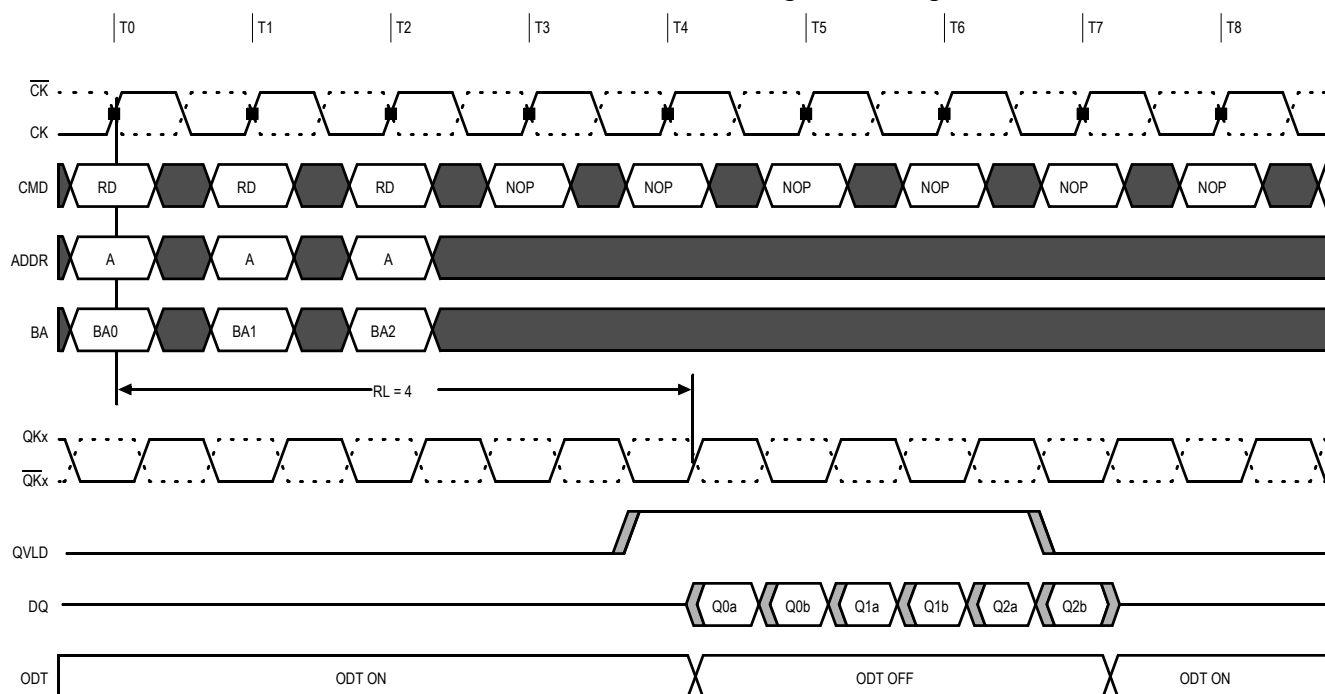 T0 T1 T2 T3 T4 T5 T6 T7 T8
CK
CK
CMD RD RD RD NOP NOP NOP NOP NOP NOP
ADDR A A A
BA BA0 BA1 BA2
RL = 4
QKx
QKx
QVLD
DQ Q0a Q0b Q1a Q1b Q2a Q2b
ODT ODT ON ODT OFF ODT ON